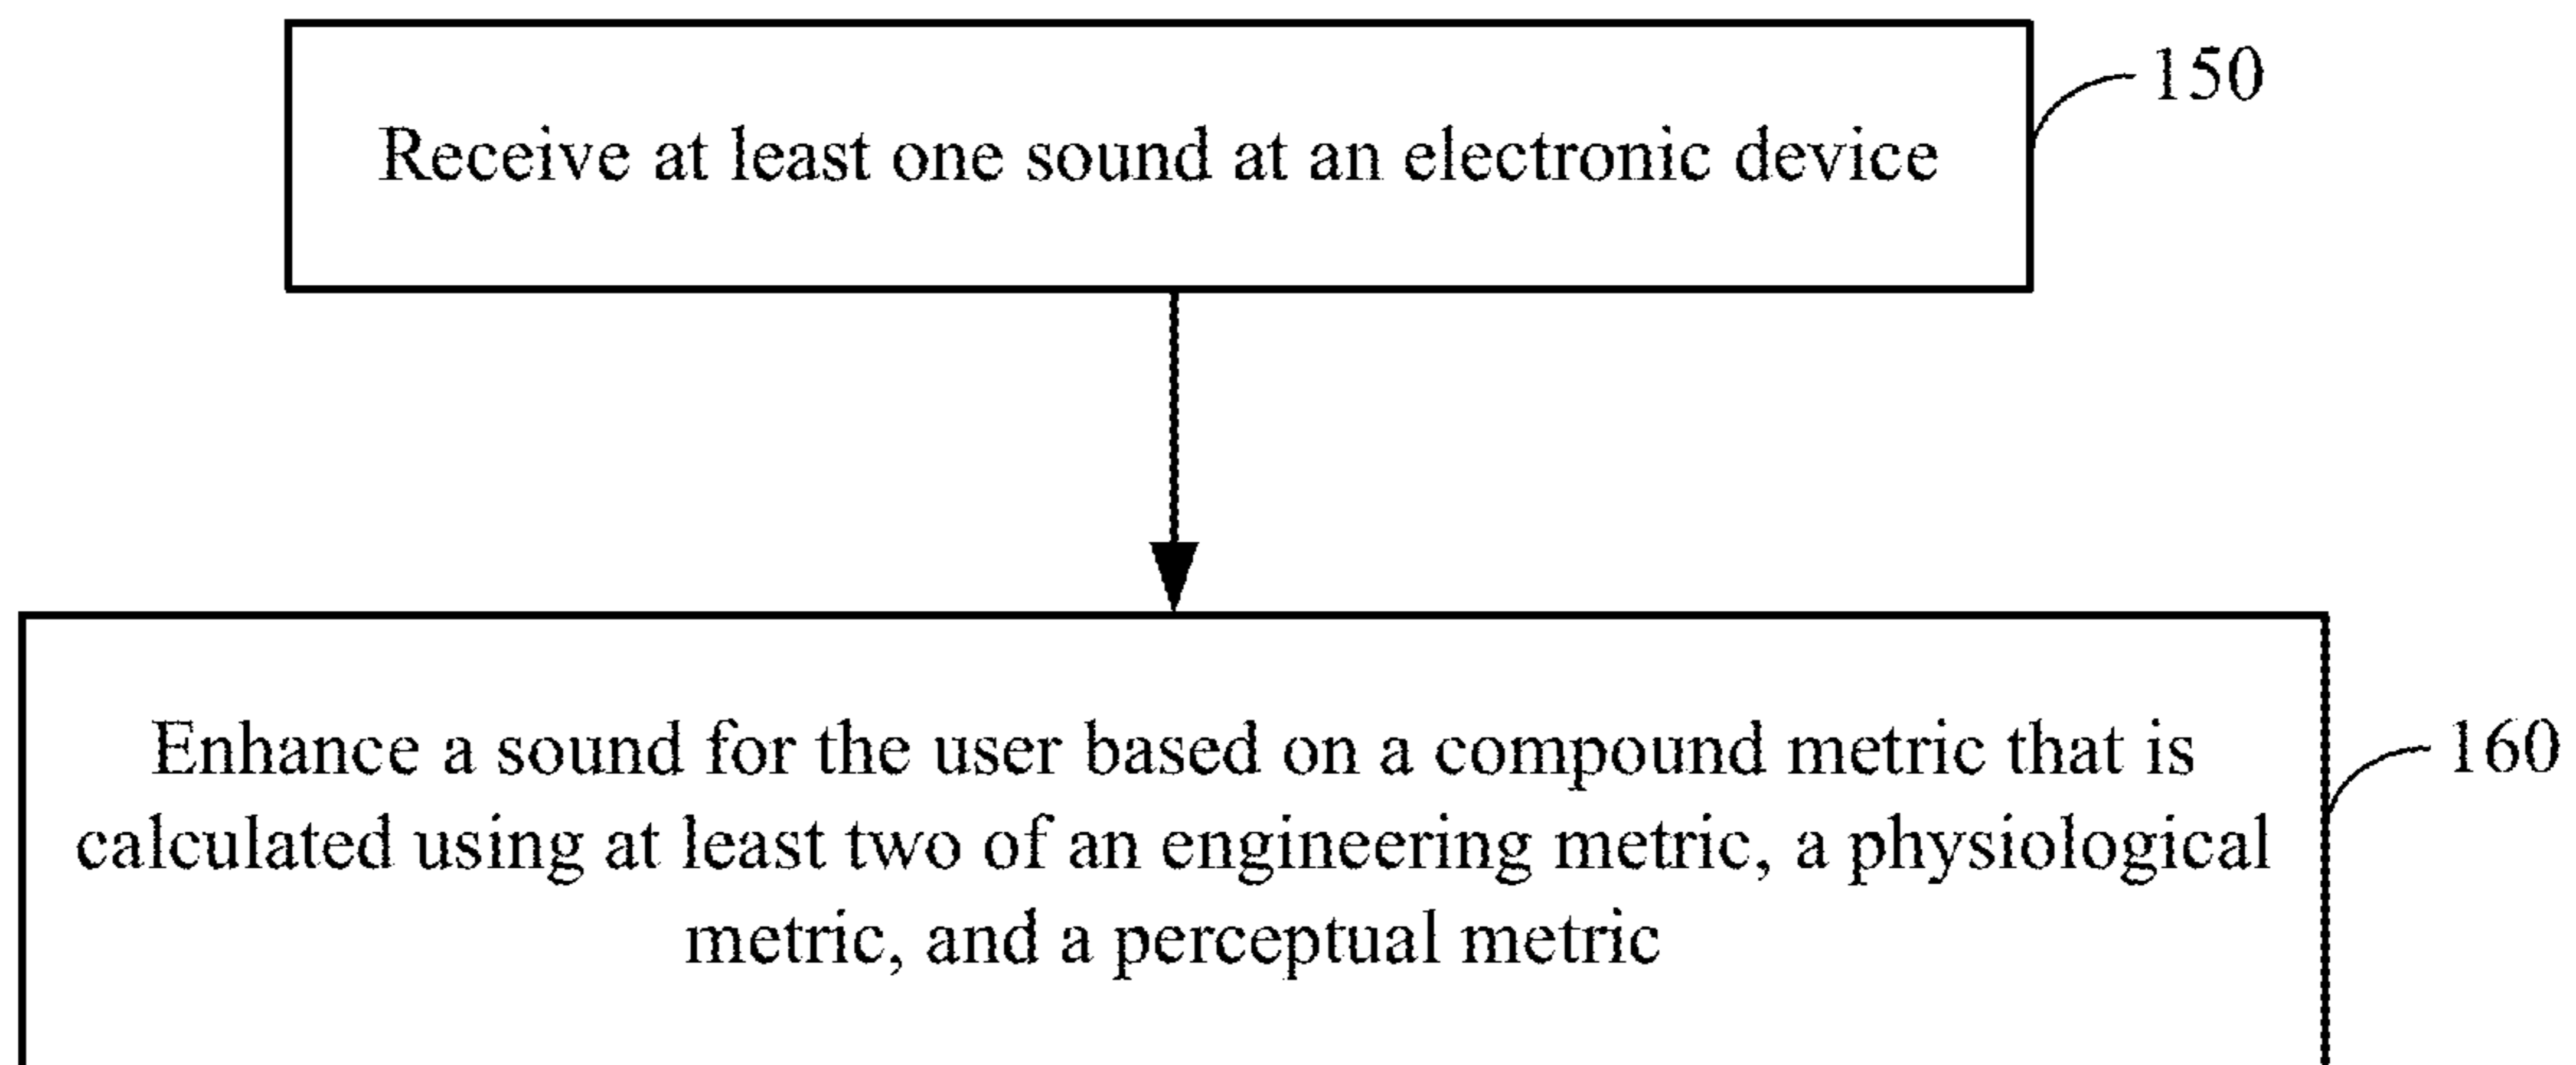 150
Receive at least one sound at an electronic device
Enhance a sound for the user based on a compound metric that is
160
calculated using at least two of an engineering metric, a physiological
metric, and a perceptual metric